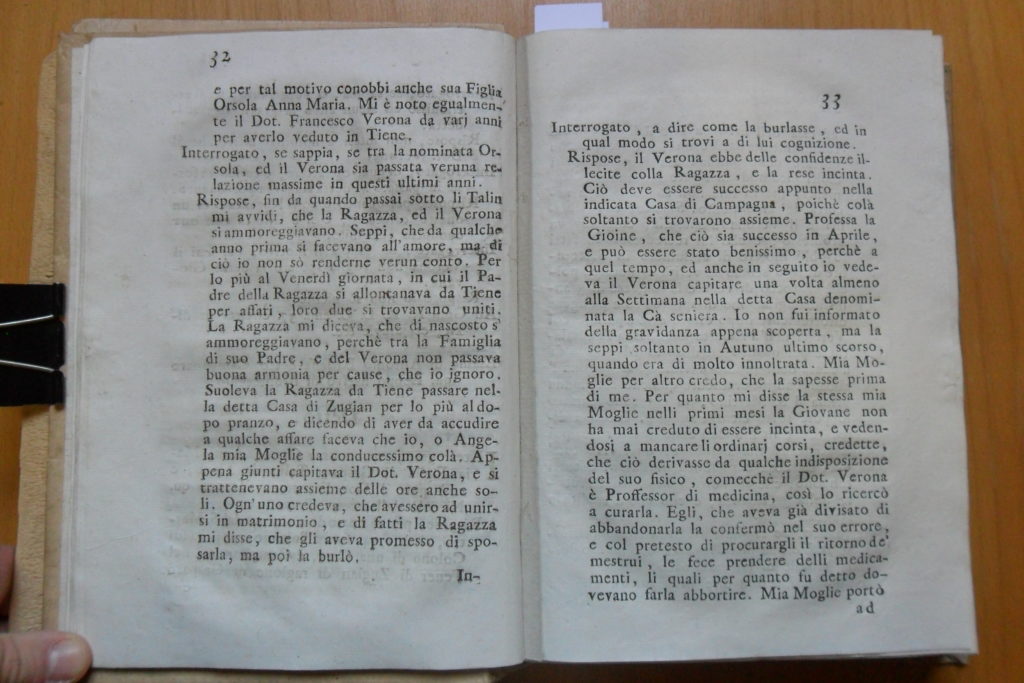 32
e per tal motivo conobbi anche sua Figlia
Orsola Anna Maria. Mi è noto egualmen-
te il Dot. Francesco Verona da varj anni
per averlo veduto in Tiene.
Interrogato, se sappia, se tra la nominata Or-
sola, ed il Verona sia passata veruna re-
lazione massime in questi ultimi anni.
Rispose, fin da quando passai sotto li Talin
mi avvidi, che la Ragazza, ed il Verona
si ammoreggiavano. Seppi, che da qualche
anno prima si facevano all'amore, ma di
ciò io non sò renderne verun conto. Per
lo più al Venerdì giornata, in cui il Pa-
dre della Ragazza si allontanava da Tiene
per affari, loro due si trovavano uniti.
La Ragazza mi diceva, che di nascosto s'
ammoreggiavano, perchè tra la Famiglia
di suo Padre, e del Verona non passava
buona armonia per cause, che io ignoro.
Suoleva la Ragazza da Tiene passare nel-
la detta Casa di Zugian per lo più al do-
po pranzo, e dicendo di aver da accudire
a qualche affare faceva che io, o Ange-
la mia Moglie la conducessimo colà. Ap-
pena giunti capitava il Dot. Verona, e si
trattenevano assieme delle ore anche so-
li. Ogn'uno credeva, che avessero ad unir-
si in matrimonio, e di fatti la Ragazza
mi disse, che gli aveva promesso di spo-
sarla, ma poi la burlò.
In-
33
Interrogato, a dire come la burlasse, ed in
qual modo si trovi a di lui cognizione.
Rispose, il Verona ebbe delle confidenze il-
lecite colla Ragazza, e la rese incinta.
Ciò deve essere successo appunto nella
indicata Casa di Campagna, poichè colà
soltanto si trovarono assieme. Professa la
Gioine, che ciò sia successo in Aprile,
e può essere stato benissimo, perchè a
quel tempo, ed anche in seguito io vede-
va il Verona capitare una volta almeno
alla Settimana nella detta Casa denomi-
nata la Cà seniera. Io non fui informato
della gravidanza appena scoperta, ma la
seppi soltanto in Autuno ultimo scorso,
quando era di molto innoltrata. Mia Mo-
glie per altro credo, che la sapesse prima
di me. Per quanto mi disse la stessa mia
Moglie nelli primi mesi la Giovane non
ha mai creduto di essere incinta, e veden-
dosi a mancare li ordinarj corsi, credette,
che ciò derivasse da qualche indisposizione
del suo fisico, comecchè il Dot. Verona
è Proffessor di medicina, così lo ricercò
a curarla. Egli, che aveva già divisato di
abbandonarla la confermò nel suo errore,
e col pretesto di procurargli il ritorno de'
mestrui, le fece prendere delli medica-
menti, li quali per quanto fu detto do-
vevano farla abbortire. Mia Moglie portò
ad